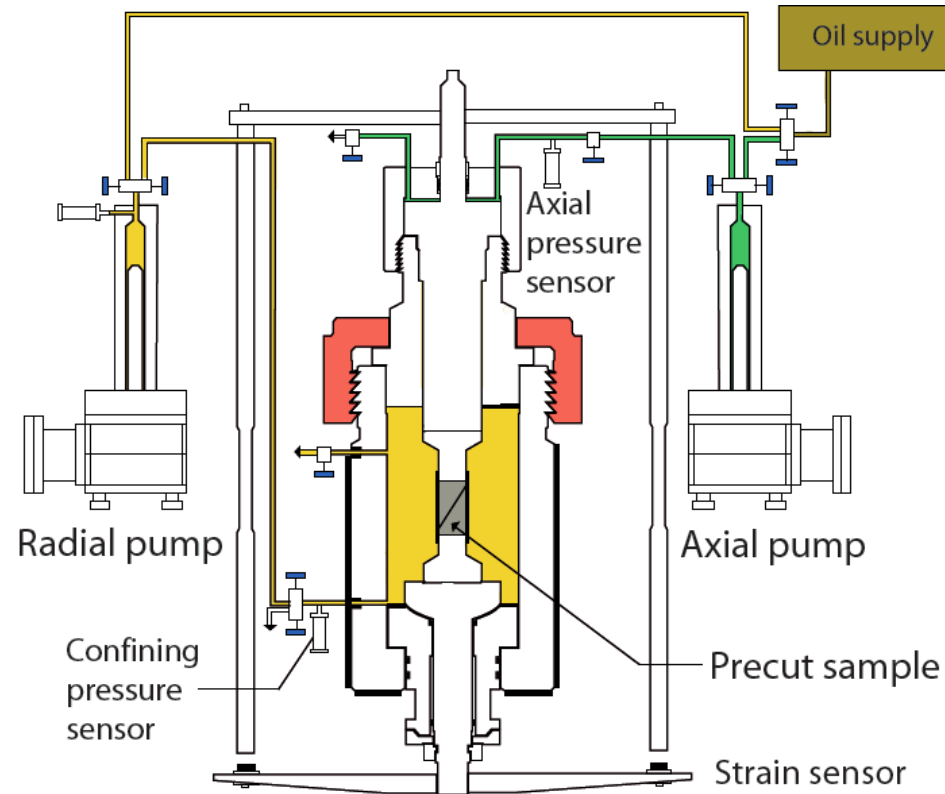 Oil supply
Axial
pressure
sensor
Radial pump
Axial pump
Confining
pressure
sensor
Precut sample
Strain sensor